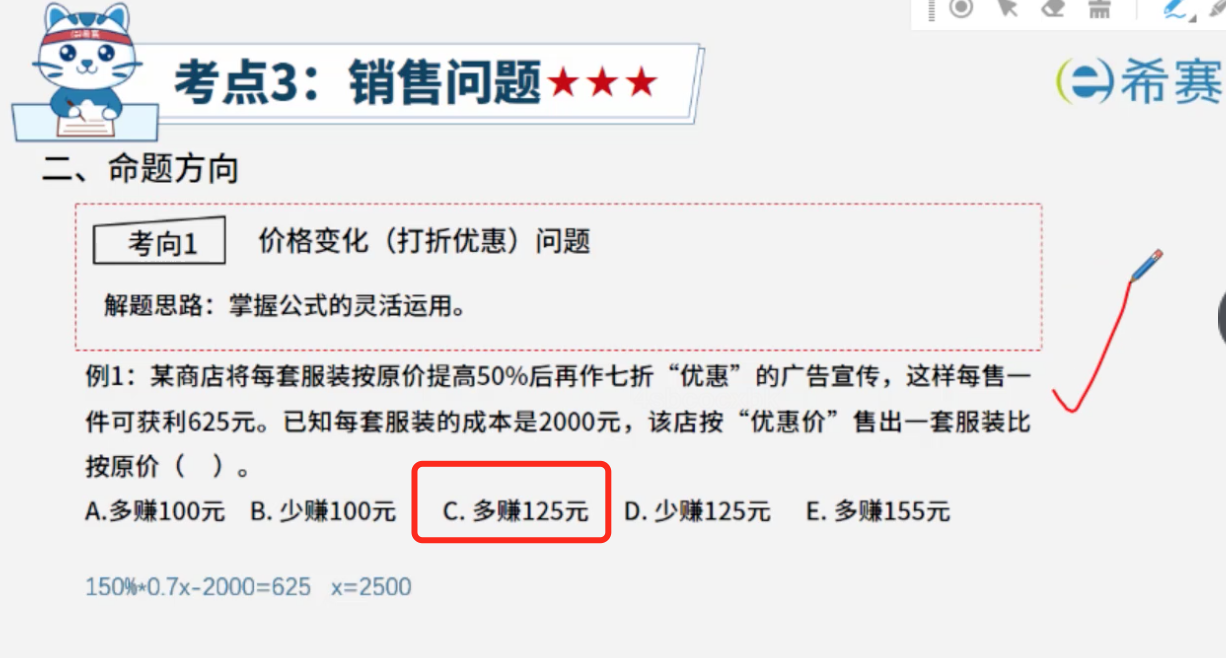 考点3：销售问题★★★
希赛
二、命题方向
考向1 价格变化（打折优惠）问题
解题思路：掌握公式的灵活运用。
例1：某商店将每套服装按原价提高50%后再作七折“优惠”的广告宣传，这样每售一
件可获利625元。已知每套服装的成本是2000元，该店按“优惠价”售出一套服装比
按原价（ ）。
A.多赚100元 B. 少赚100元 C. 多赚125元 D. 少赚125元 E. 多赚155元
150%*0.7x-2000=625 x=2500